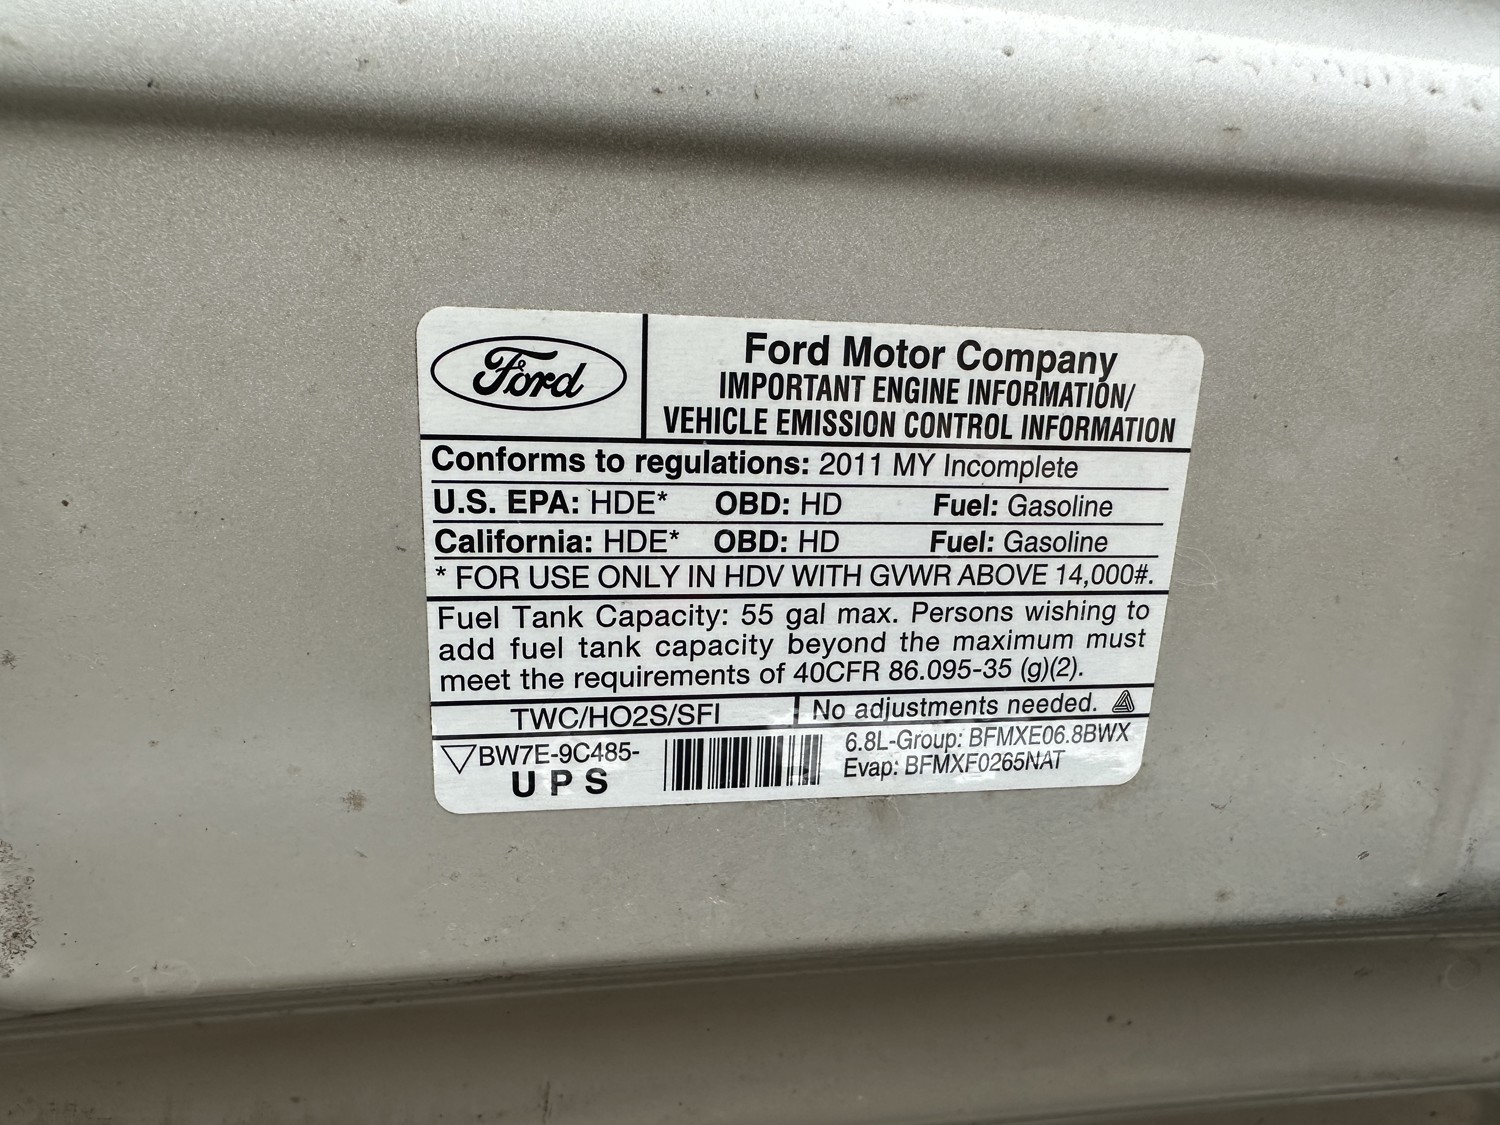 Ford
Ford Motor Company
IMPORTANT ENGINE INFORMATION/
VEHICLE EMISSION CONTROL INFORMATION
Conforms to regulations: 2011 MY Incomplete
U.S. EPA: HDE* OBD: HD Fuel: Gasoline
California: HDE* OBD: HD Fuel: Gasoline
* FOR USE ONLY IN HDV WITH GVWR ABOVE 14,000#.
Fuel Tank Capacity: 55 gal max. Persons wishing to
add fuel tank capacity beyond the maximum must
meet the requirements of 40CFR 86.095-35 (g)(2).
TWC/HO2S/SFI
No adjustments needed.
BW7E-9C485-
UPS
6.8L-Group: BFMXE06.8BWX
Evap: BFMXF0265NAT